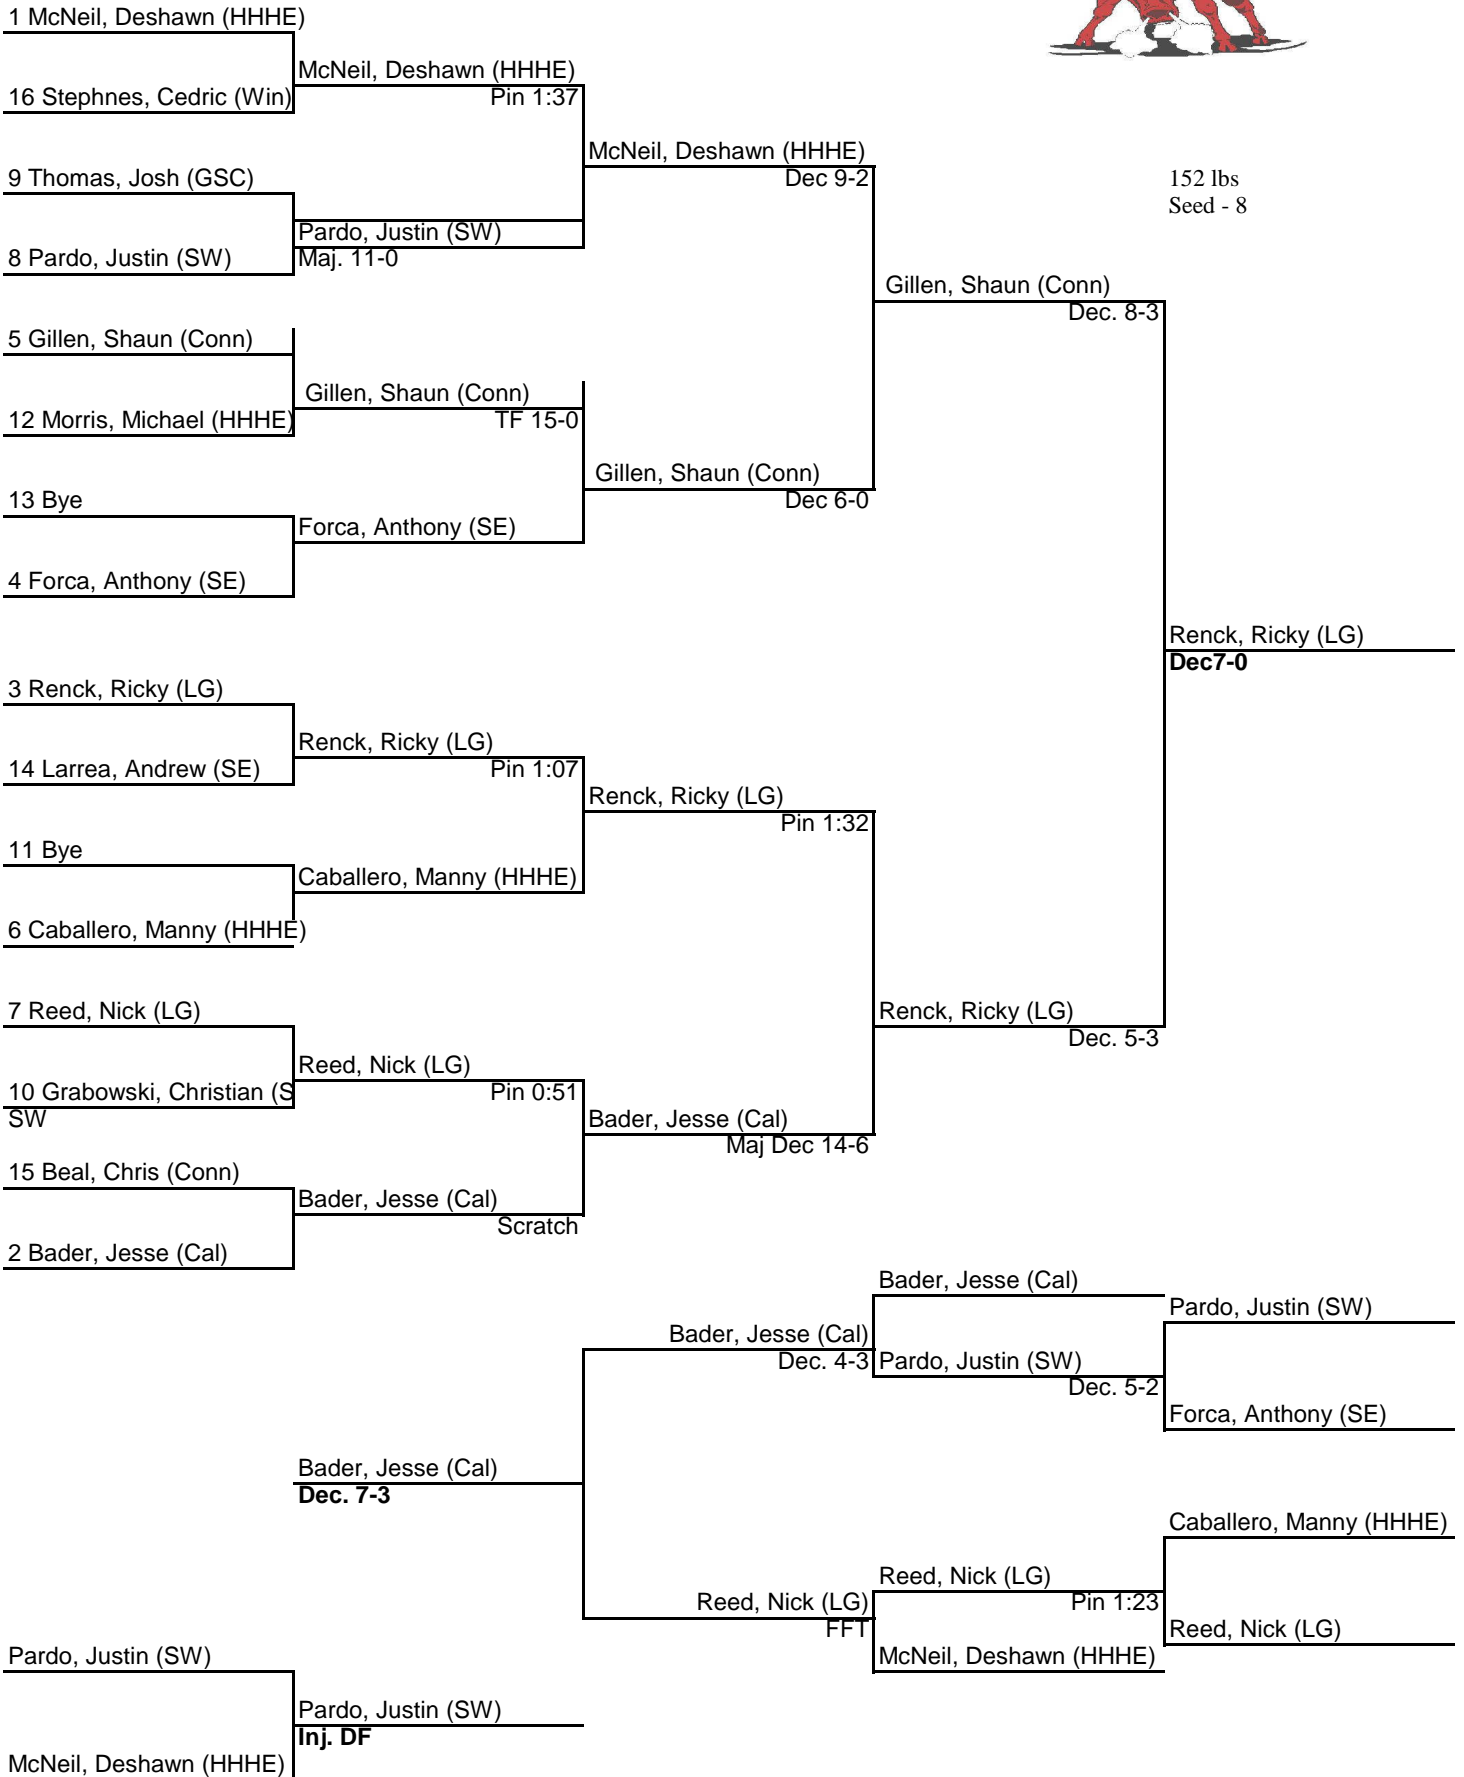 1 McNeil, Deshawn (HHHE)
McNeil, Deshawn (HHHE)
16 Stephnes, Cedric (Win)
Pin 1:37
McNeil, Deshawn (HHHE)
9 Thomas, Josh (GSC)
Dec 9-2
152 lbs
Seed - 8
Pardo, Justin (SW)
8 Pardo, Justin (SW)
Maj. 11-0
Gillen, Shaun (Conn)
Dec. 8-3
5 Gillen, Shaun (Conn)
Gillen, Shaun (Conn)
12 Morris, Michael (HHHE)
TF 15-0
Gillen, Shaun (Conn)
13 Bye
Dec 6-0
Forca, Anthony (SE)
4 Forca, Anthony (SE)
Renck, Ricky (LG)
Dec7-0
3 Renck, Ricky (LG)
Renck, Ricky (LG)
14 Larrea, Andrew (SE)
Pin 1:07
Renck, Ricky (LG)
Pin 1:32
11 Bye
Caballero, Manny (HHHE)
6 Caballero, Manny (HHHE)
7 Reed, Nick (LG)
Renck, Ricky (LG)
Dec. 5-3
Reed, Nick (LG)
10 Grabowski, Christian (S
Pin 0:51
SW
Bader, Jesse (Cal)
Maj Dec 14-6
15 Beal, Chris (Conn)
Bader, Jesse (Cal)
Scratch
2 Bader, Jesse (Cal)
Bader, Jesse (Cal)
Pardo, Justin (SW)
Bader, Jesse (Cal)
Dec. 4-3
Pardo, Justin (SW)
Dec. 5-2
Forca, Anthony (SE)
Bader, Jesse (Cal)
Dec. 7-3
Caballero, Manny (HHHE)
Reed, Nick (LG)
Reed, Nick (LG)
Pin 1:23
FFT
Reed, Nick (LG)
Pardo, Justin (SW)
McNeil, Deshawn (HHHE)
Pardo, Justin (SW)
Inj. DF
McNeil, Deshawn (HHHE)